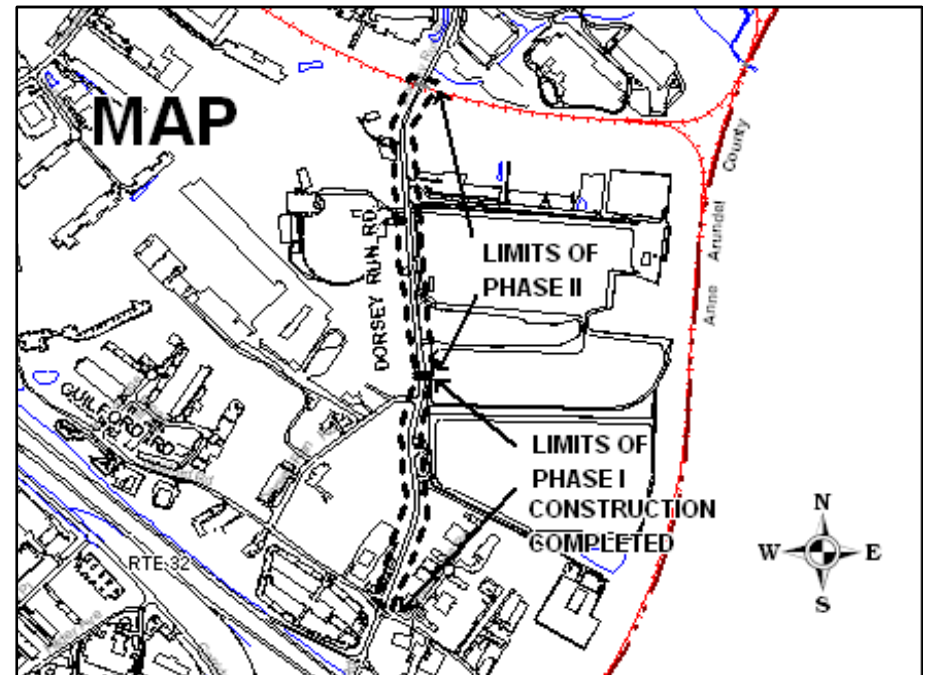 MAP
County
Arundel
Anne
LIMITS OF
PHASE II
DORSEY RUN RD
GUILFORD RD
LIMITS OF
PHASE I
CONSTRUCTION
COMPLETED
RTE 32
N
W
E
S